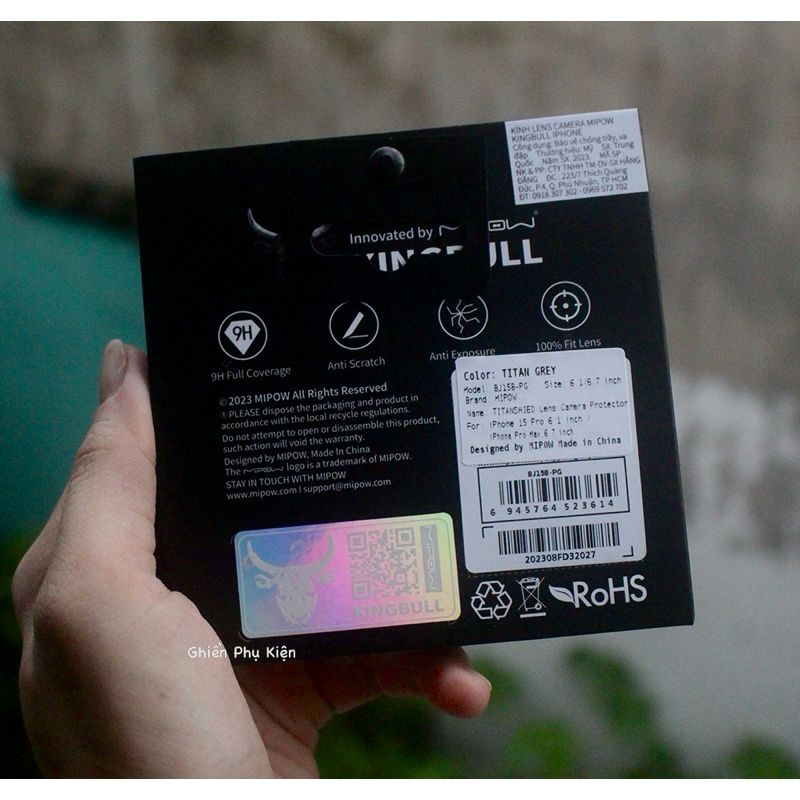 KÍNH LENS CAMERA MIPOW
KINGBULL IPHONE
Công dụng: Bảo vệ chống trầy, va
đập Thương hiệu: Mỹ SX: Trung
Quốc Năm SX: 2023 MÃ SP:
NK & PP: CTY TNHH TM-DV-SX HẰNG
ĐĂNG ĐC: 223/7 Thích Quảng
Đức, P.4, Q. Phú Nhuận, TP HCM
ĐT: 0918 307 302 - 0969 572 702
Innovated by
9H
9H Full Coverage
Anti Scratch
Anti Exposure
100% Fit Lens
© 2023 MIPOW All Rights Reserved
PLEASE dispose the packaging and product in
accordance with the local recycle regulations.
Do not attempt to open or disassemble this product,
such action will void the warranty.
Designed by MIPOW, Made In China
The MIPOW logo is a trademark of MIPOW.
STAY IN TOUCH WITH MIPOW
www.mipow.com I support@mipow.com
Color: TITAN GREY
Model: BJ15B-PG Size: 6.1/6.7 inch
Brand: MIPOW
Name: TITANSHIED Lens Camera Protector
For: iPhone 15 Pro 6.1 inch /
iPhone Pro Max 6.7 inch
Designed by MIPOW Made in China
BJ15B-PG
6 945764 523614
202308FD32027
MIPOW
KINGBULL
RoHS
Ghiền Phụ Kiện